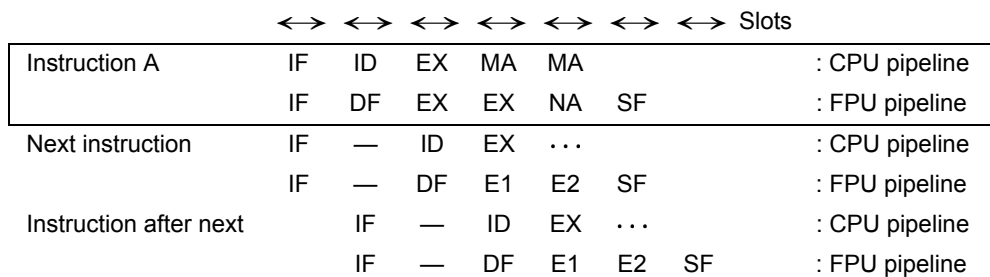 ←→ ←→ ←→ ←→ ←→ ←→ ←→ Slots
Instruction A IF ID EX MA MA : CPU pipeline
IF DF EX EX NA SF : FPU pipeline
Next instruction IF — ID EX ··· : CPU pipeline
IF — DF E1 E2 SF : FPU pipeline
Instruction after next IF — ID EX ··· : CPU pipeline
IF — DF E1 E2 SF : FPU pipeline